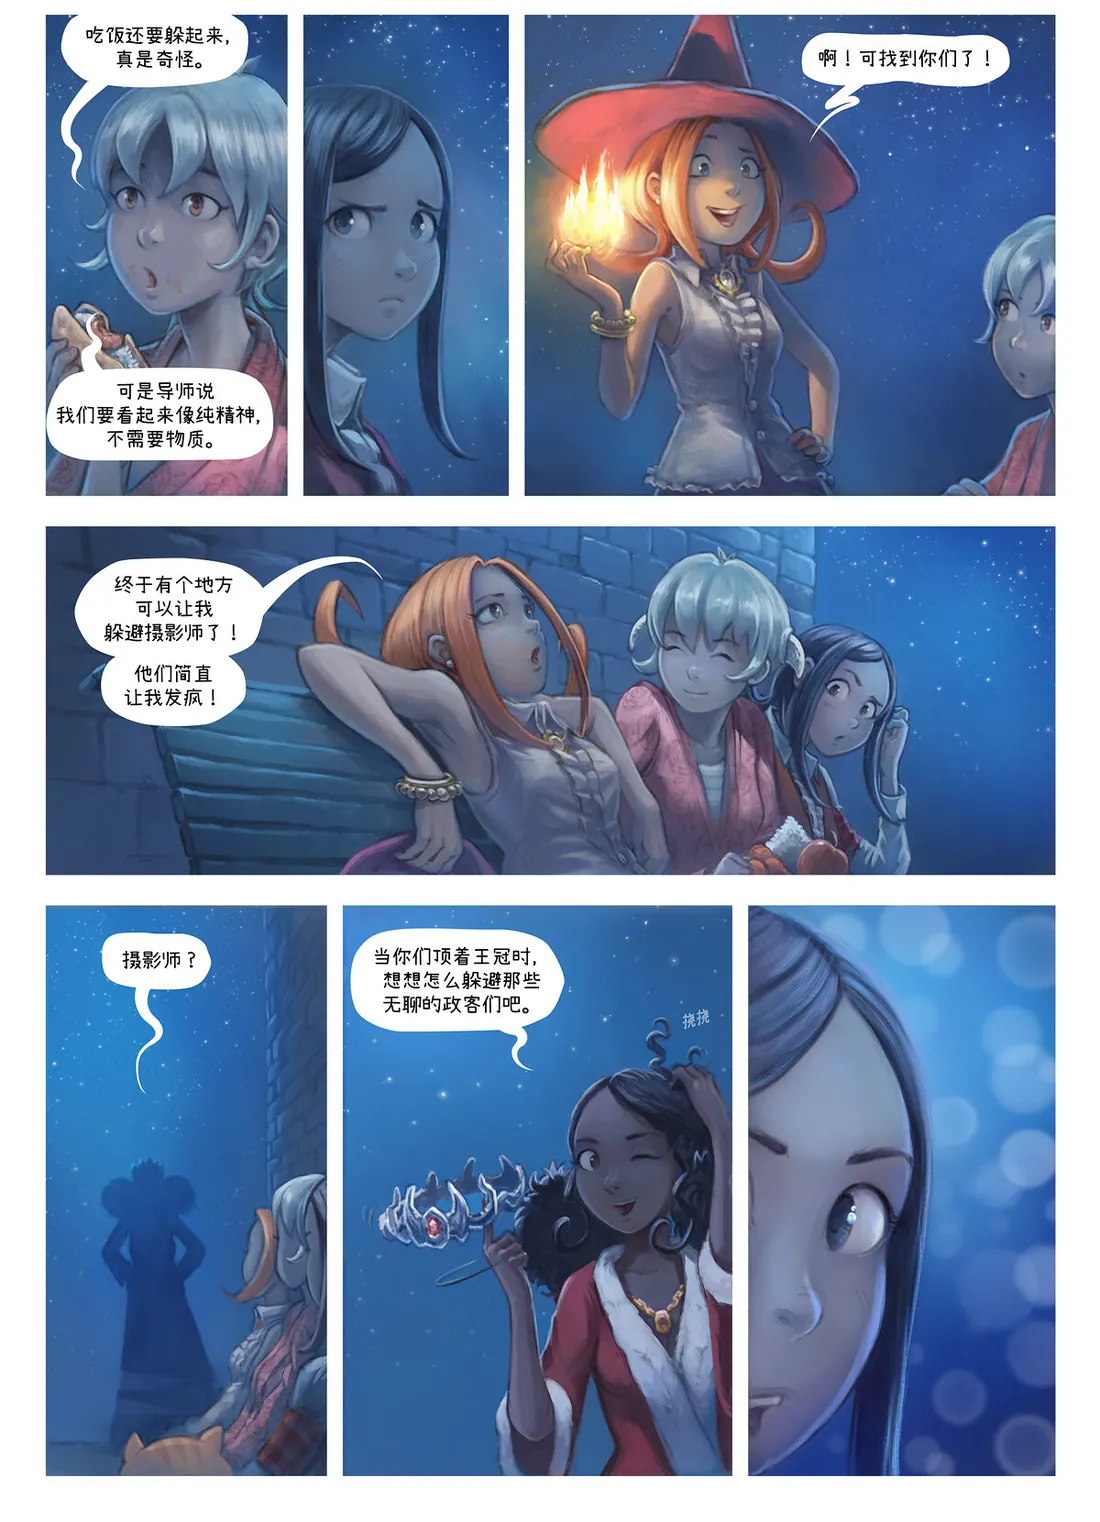 吃饭还要躲起来,
真是奇怪。
可是导师说
我们要看起来像纯精神,
不需要物质。
啊！可找到你们了！
终于有个地方
可以让我
躲避摄影师了！
他们简直
让我发疯！
摄影师？
当你们顶着王冠时,
想想怎么躲避那些
无聊的政客们吧。
挠挠